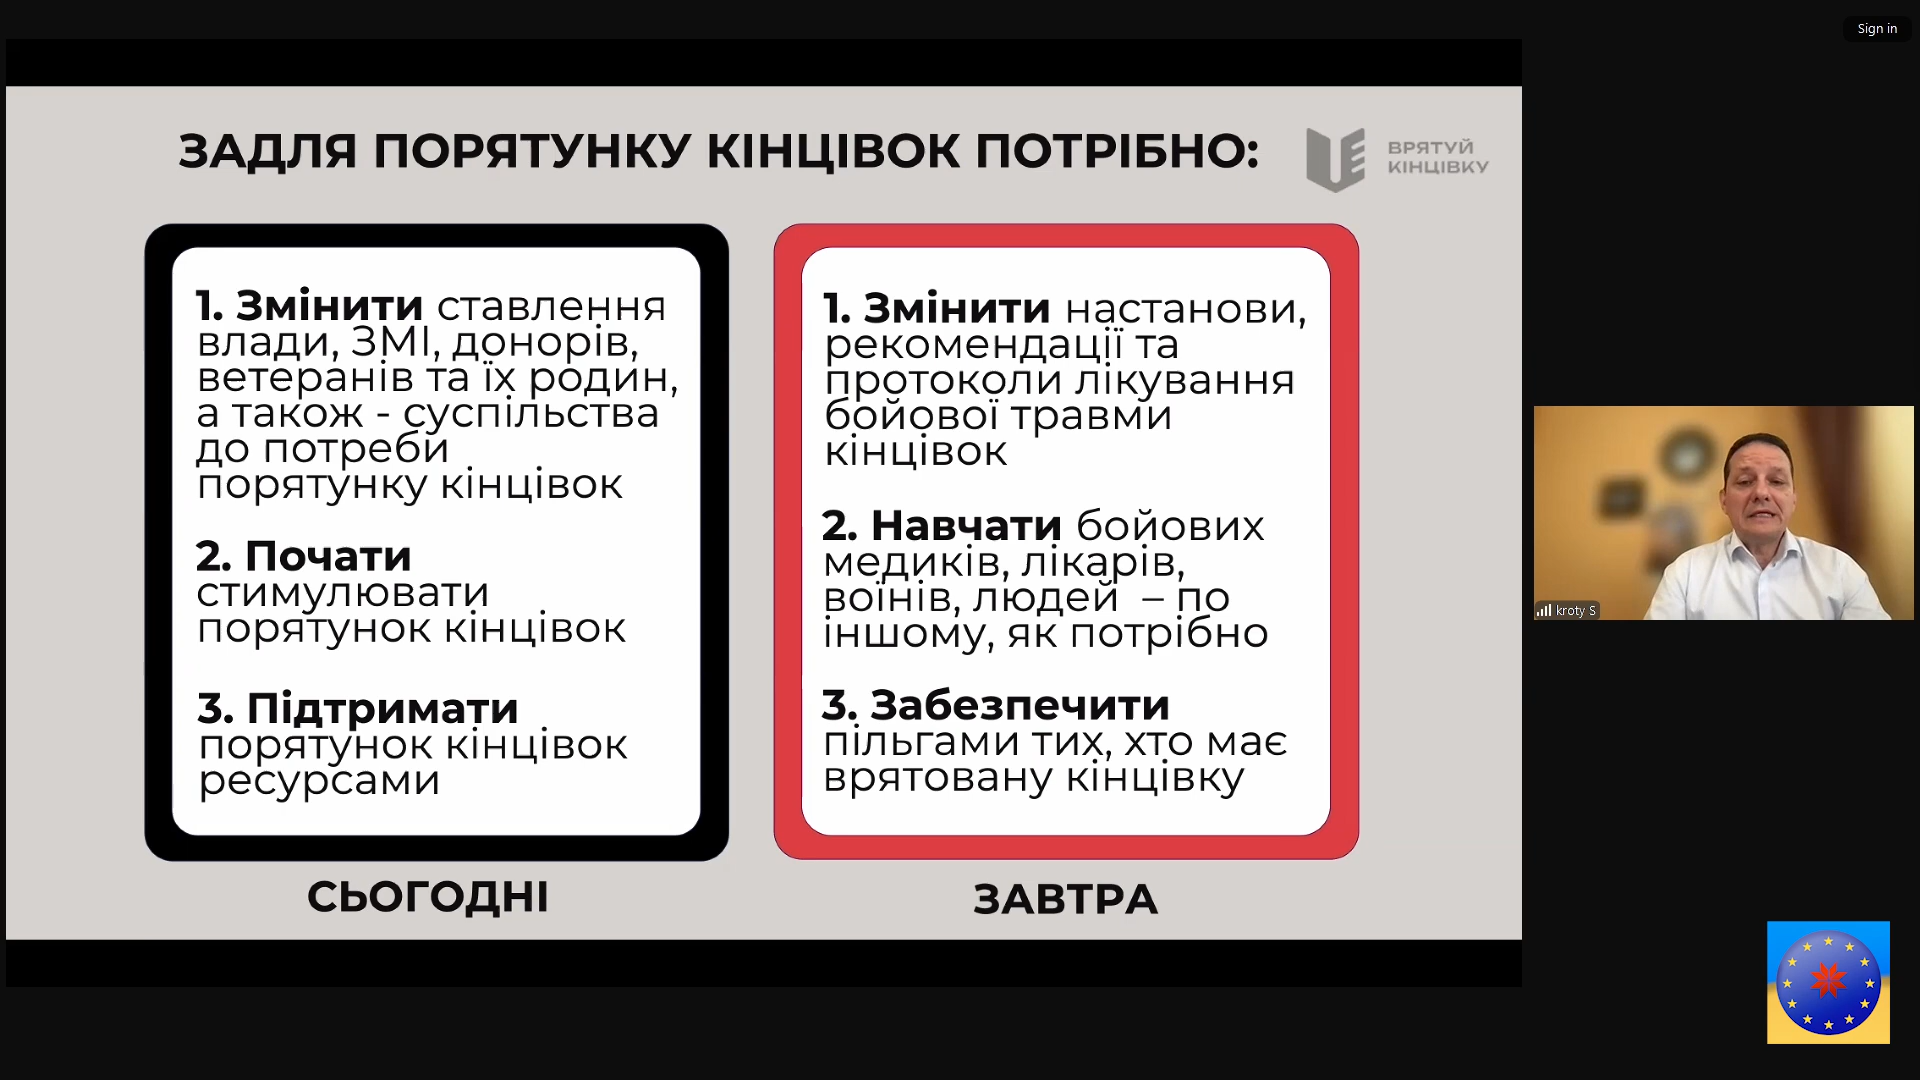 Sign in
ЗАДЛЯ ПОРЯТУНКУ КІНЦІВОК ПОТРІБНО:
ВРЯТУЙ
КІНЦІВКУ
1. Змінити ставлення
влади, ЗМІ, донорів,
ветеранів та їх родин,
а також - суспільства
до потреби
порятунку кінцівок
2. Почати
стимулювати
порятунок кінцівок
3. Підтримати
порятунок кінцівок
ресурсами
СЬОГОДНІ
1. Змінити настанови,
рекомендації та
протоколи лікування
бойової травми
кінцівок
2. Навчати бойових
медиків, лікарів,
воїнів, людей – по
іншому, як потрібно
3. Забезпечити
пільгами тих, хто має
врятовану кінцівку
ЗАВТРА
kroty S